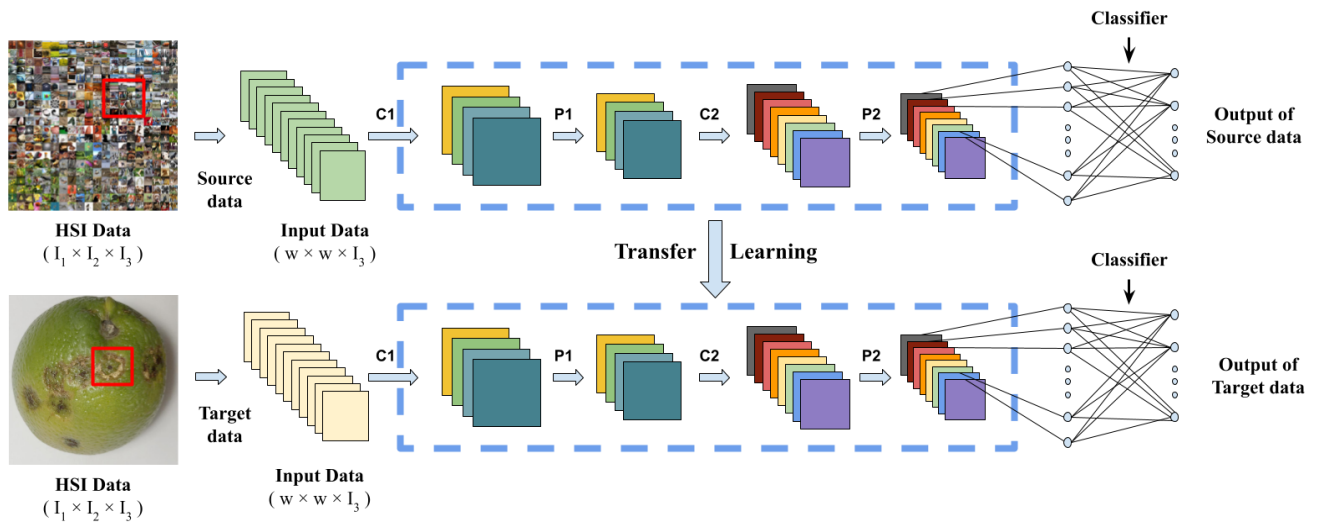 Classifier
C1
P1
C2
P2
Output of
Source data
Source
data
HSI Data
( I₁ × I₂ × I₃ )
Input Data
( w × w × I₃ )
Transfer Learning
Classifier
C1
P1
C2
P2
Output of
Target data
Target
data
HSI Data
( I₁ × I₂ × I₃ )
Input Data
( w × w × I₃ )